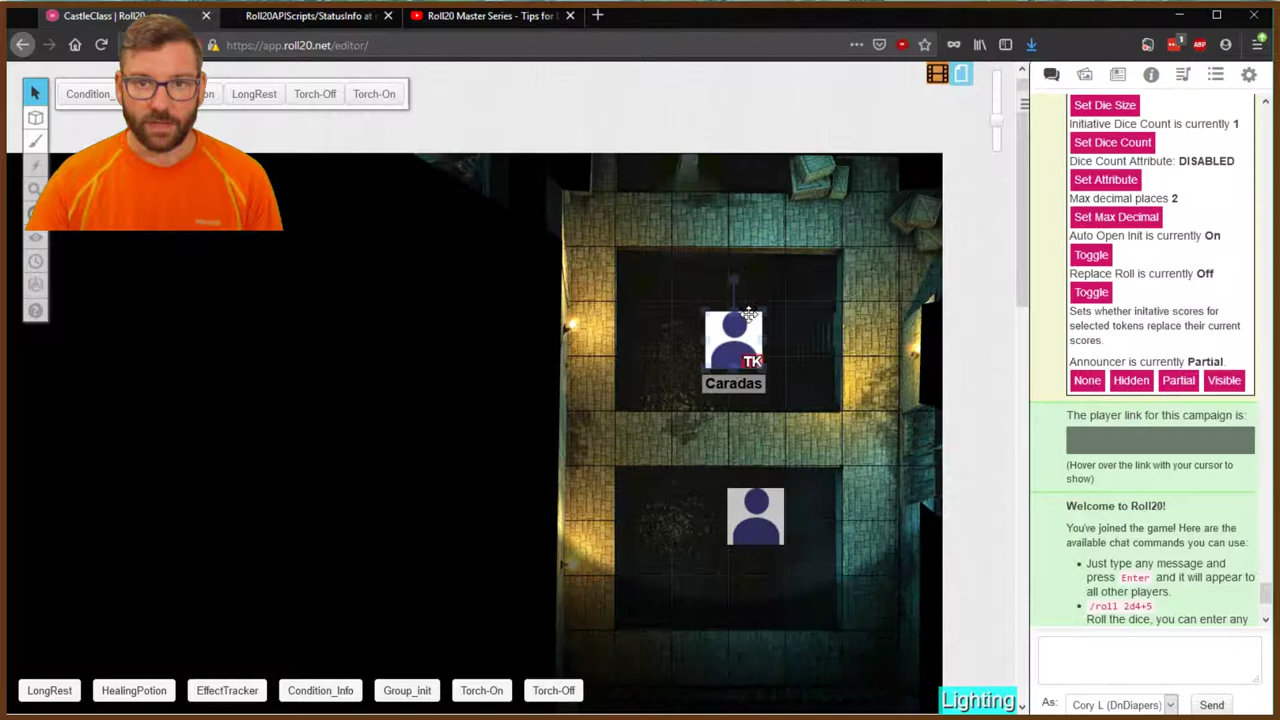 CastleClass | Roll20
Roll20APIScripts/StatusInfo at
Roll20 Master Series - Tips for
https://app.roll20.net/editor/
1
ABP
Condition_
on
LongRest
Torch-Off
Torch-On
Set Die Size
Initiative Dice Count is currently 1
Set Dice Count
Dice Count Attribute: DISABLED
Set Attribute
Max decimal places 2
Set Max Decimal
Auto Open Init is currently On
Toggle
Replace Roll is currently Off
Toggle
Sets whether initative scores for
selected tokens replace their current
scores.
Announcer is currently Partial.
None Hidden Partial Visible
The player link for this campaign is:
(Hover over the link with your cursor to
show)
Welcome to Roll20!
You've joined the game! Here are the
available chat commands you can use:
Just type any message and
press Enter and it will appear to
all other players.
/roll 2d4+5
Roll the dice, you can enter any
TK
Caradas
LongRest
HealingPotion
EffectTracker
Condition_Info
Group_init
Torch-On
Torch-Off
Lighting
As: Cory L (DnDiapers)
Send